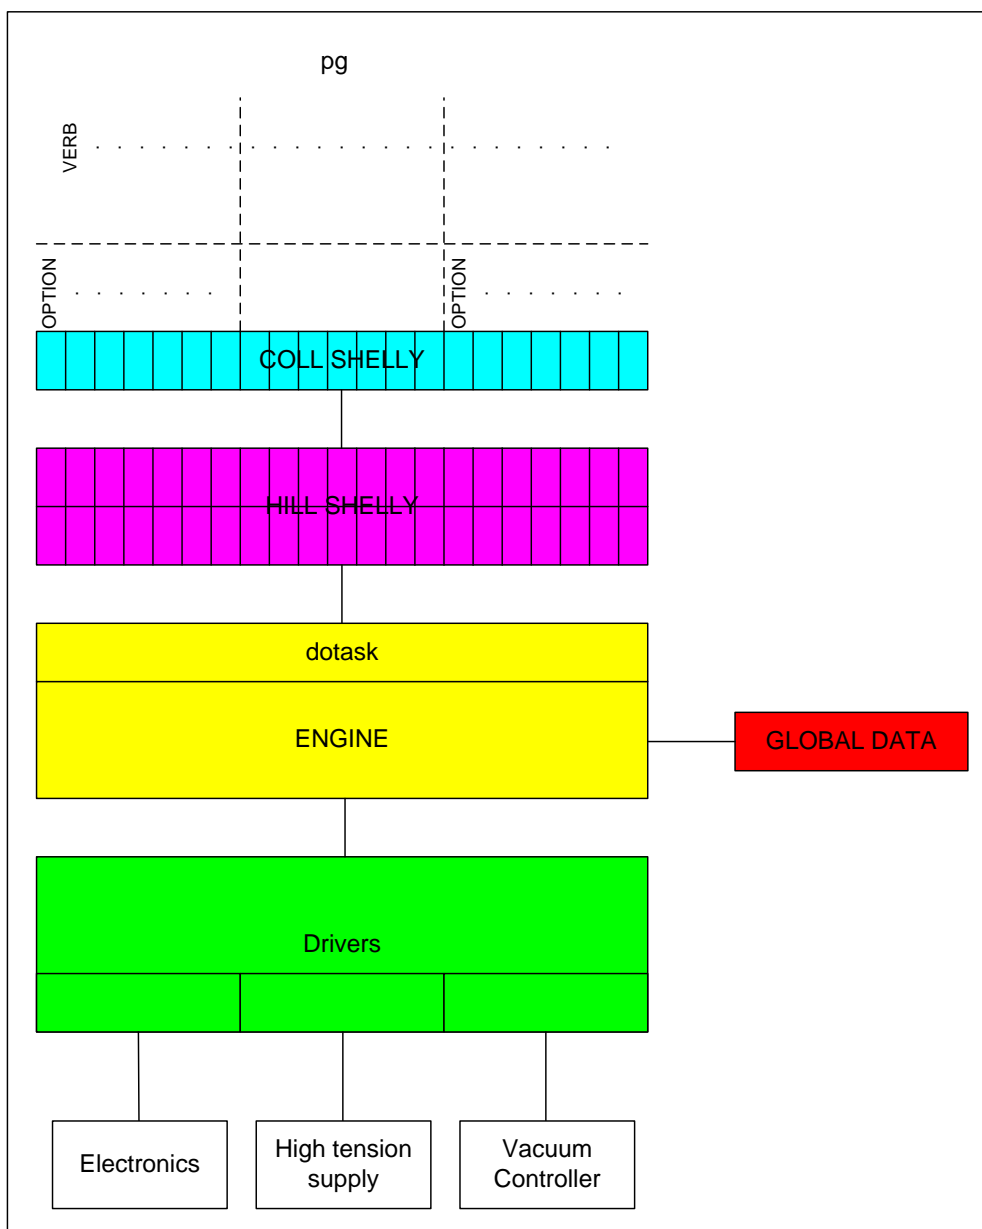 pg
VERB
OPTION
OPTION
COLL SHELLY
HILL SHELLY
dotask
ENGINE
GLOBAL DATA
Drivers
Electronics
High tension
supply
Vacuum
Controller